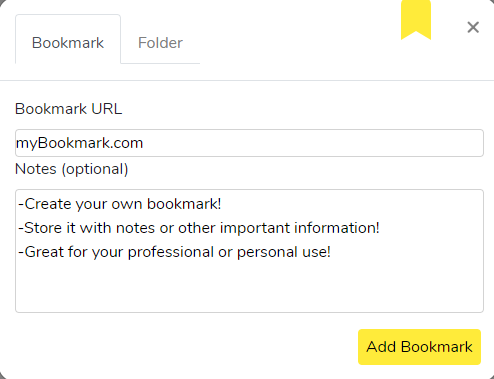 Bookmark Folder ×
Bookmark URL
myBookmark.com
Notes (optional)
-Create your own bookmark!
-Store it with notes or other important information!
-Great for your professional or personal use!
Add Bookmark